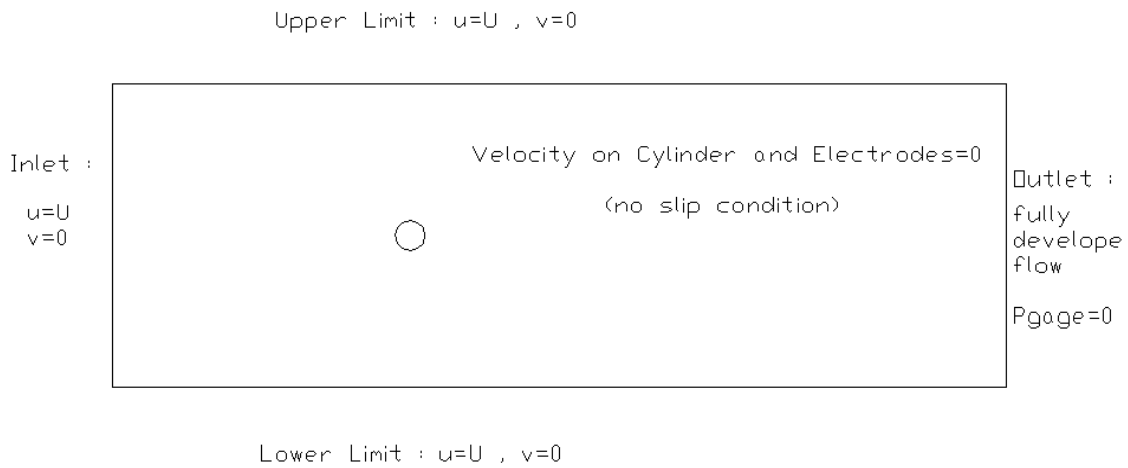 Upper Limit : u=U , v=0
Velocity on Cylinder and Electrodes=0
(no slip condition)
Inlet :
u=U
v=0
Outlet :
fully
develope
flow
Pgage=0
Lower Limit : u=U , v=0